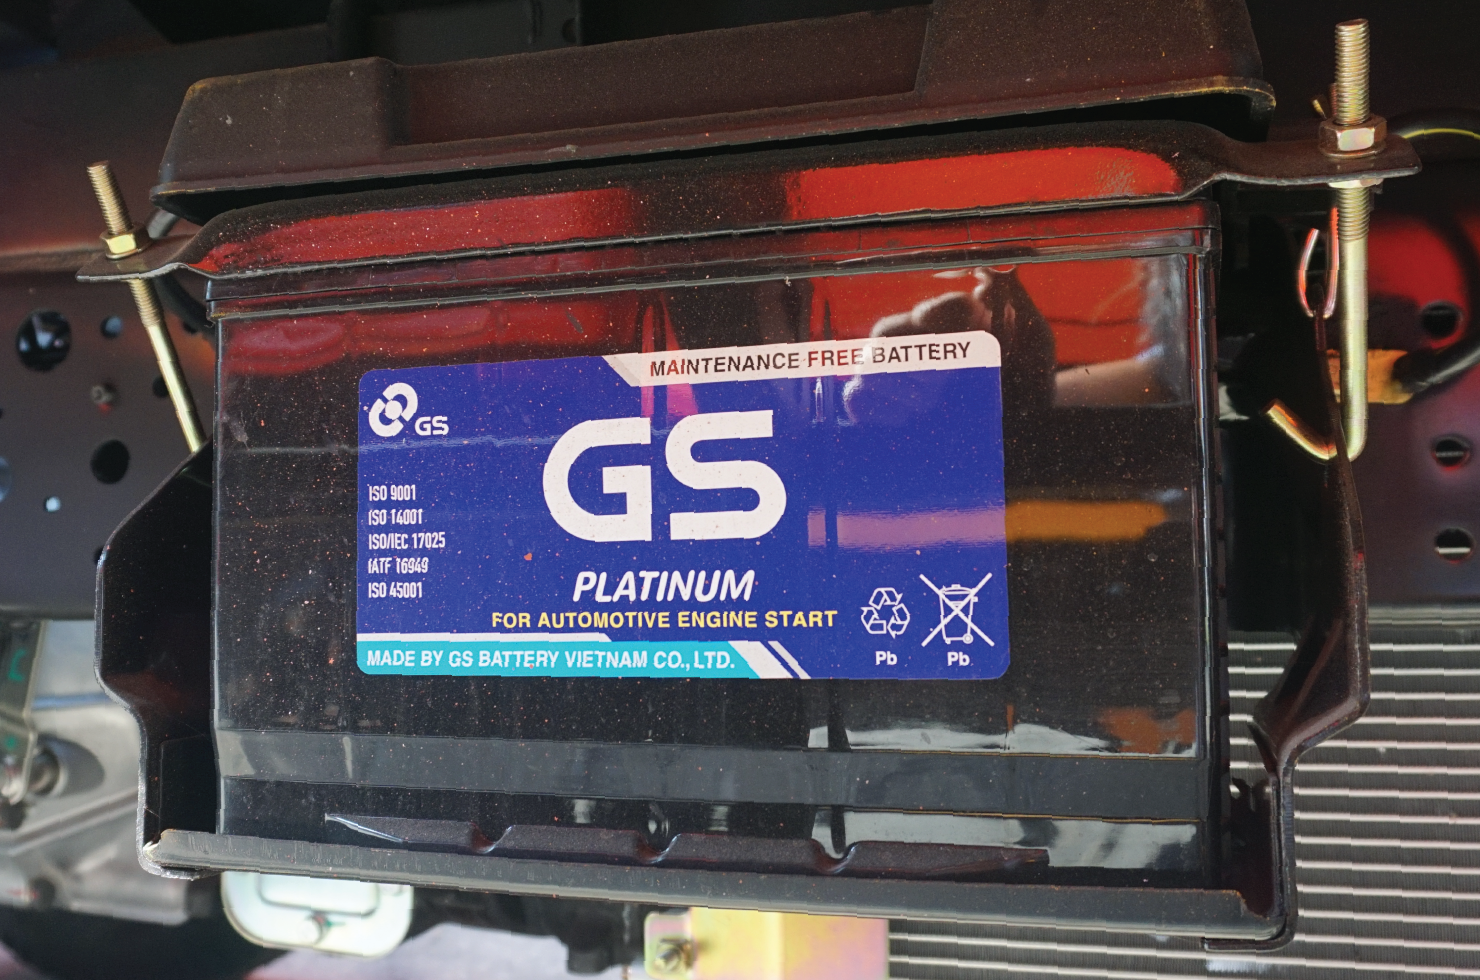 MAINTENANCE FREE BATTERY
GS
GS
ISO 9001
ISO 14001
ISO/IEC 17025
IATF 16949
ISO 45001
PLATINUM
FOR AUTOMOTIVE ENGINE START
MADE BY GS BATTERY VIETNAM CO., LTD.
Pb
Pb